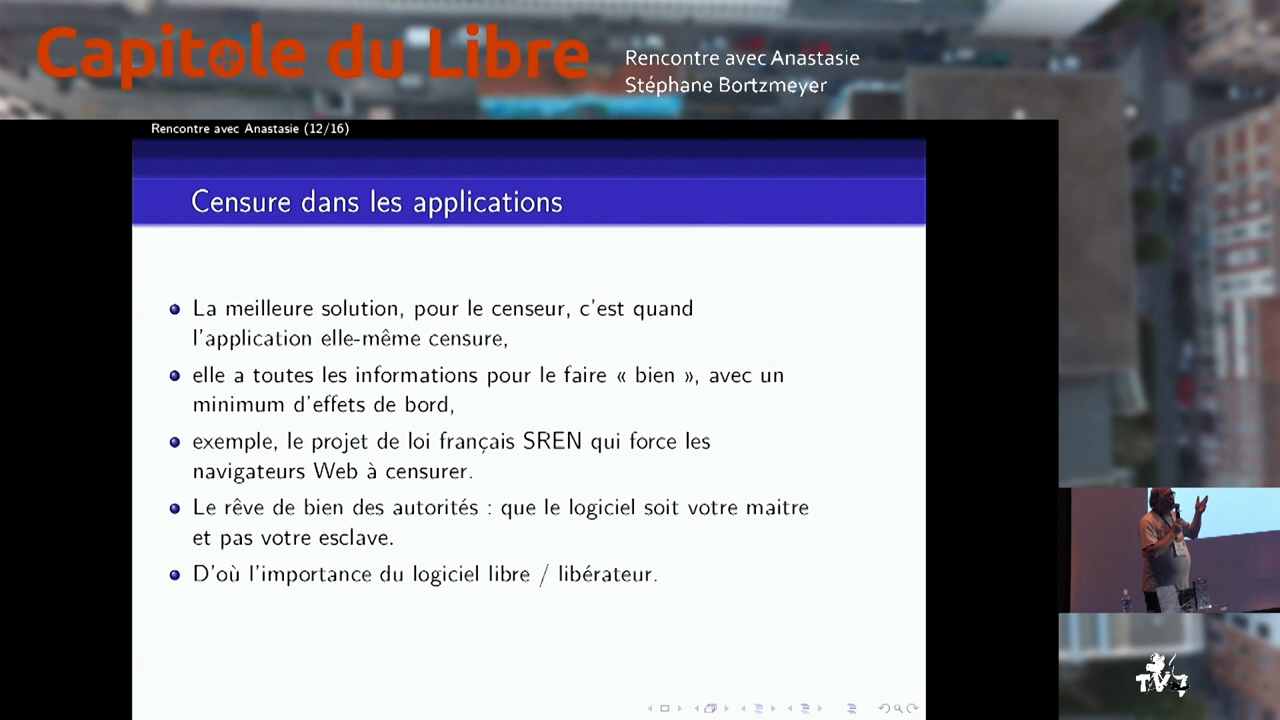 Capitole du Libre
Rencontre avec Anastasie
Stéphane Bortzmeyer
Rencontre avec Anastasie (12/16)
Censure dans les applications
La meilleure solution, pour le censeur, c'est quand
l'application elle-même censure,
elle a toutes les informations pour le faire « bien », avec un
minimum d'effets de bord,
exemple, le projet de loi français SREN qui force les
navigateurs Web à censurer.
Le rêve de bien des autorités : que le logiciel soit votre maitre
et pas votre esclave.
D'où l'importance du logiciel libre / libérateur.
TV7